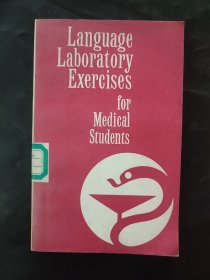 Language
Laboratory
Exercises
for
Medical
Students